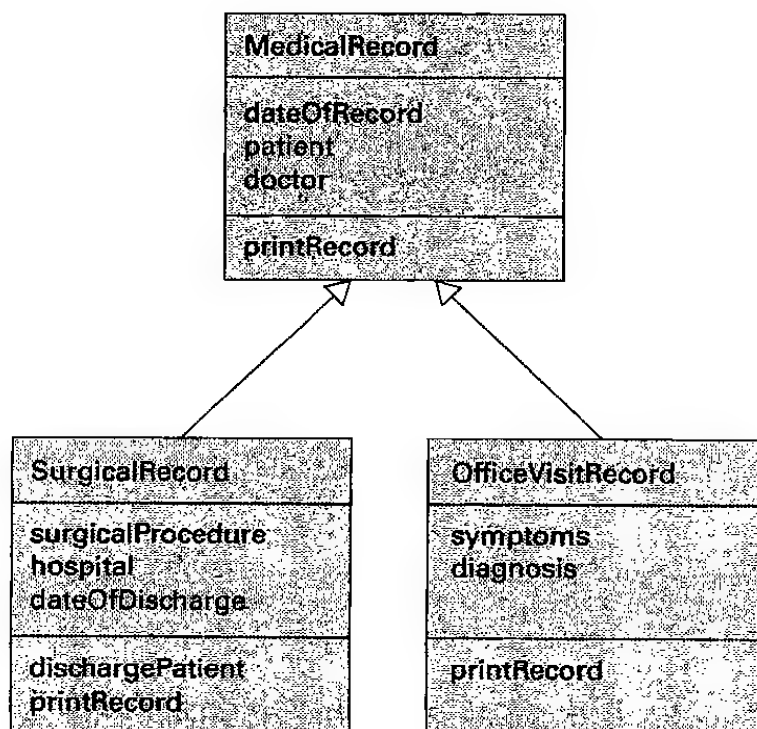 MedicalRecord
dateOfRecord
patient
doctor
printRecord
SurgicalRecord
surgicalProcedure
hospital
dateOfDischarge
dischargePatient
printRecord
OfficeVisitRecord
symptoms
diagnosis
printRecord